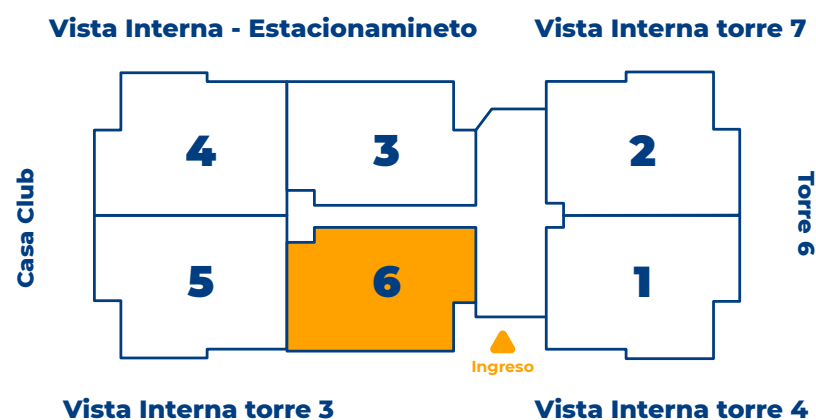 Vista Interna - Estacionamineto
Vista Interna torre 7
4
3
2
Casa Club
Torre 6
5
6
1
Ingreso
Vista Interna torre 3
Vista Interna torre 4